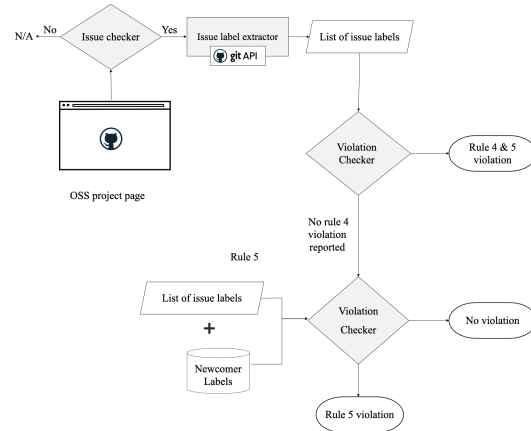 N/A
No
Issue checker
Yes
Issue label extractor
git API
List of issue labels
OSS project page
Violation
Checker
Rule 4 & 5
violation
No rule 4
violation
reported
Rule 5
List of issue labels
+
Newcomer
Labels
Violation
Checker
No violation
Rule 5 violation